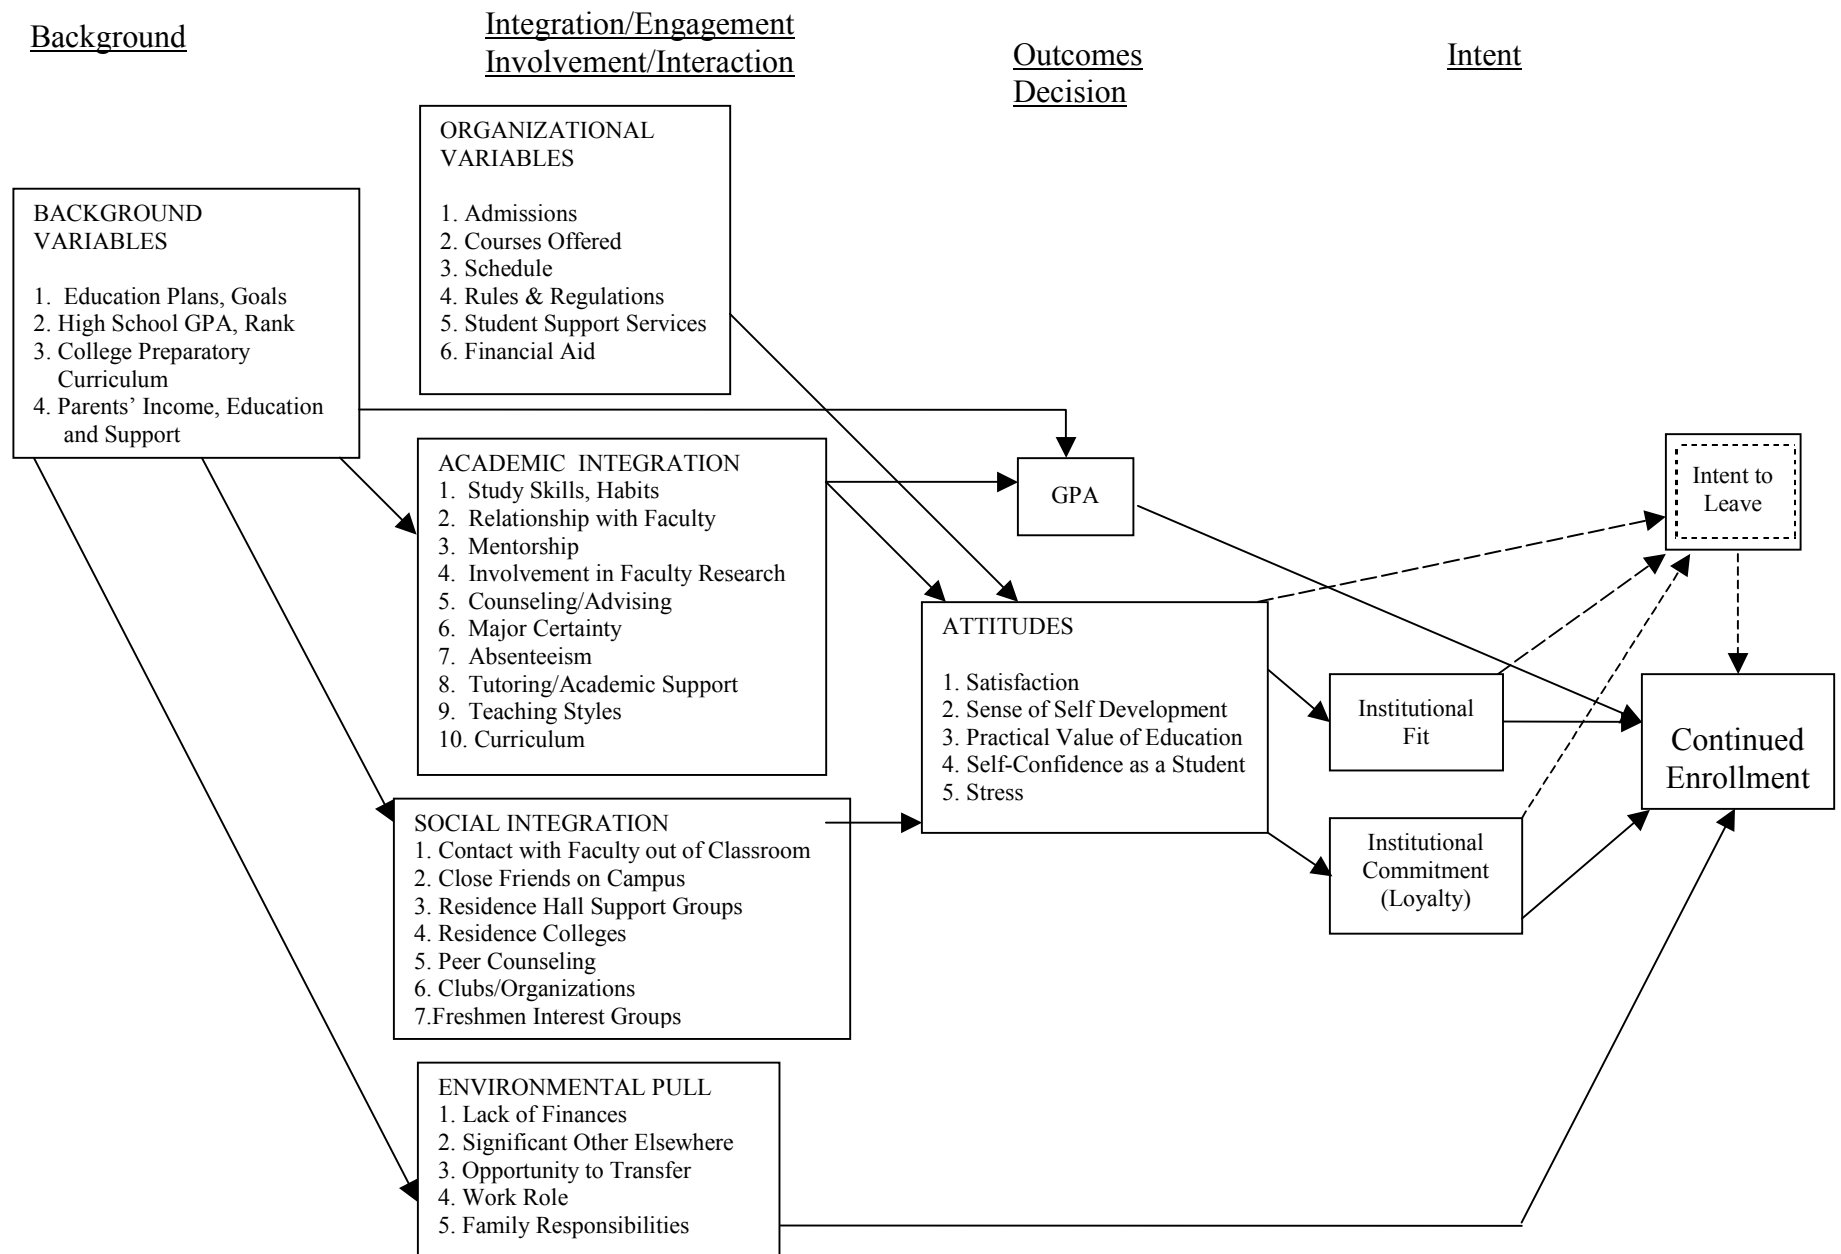 Background
Integration/Engagement
Involvement/Interaction
Outcomes
Decision
Intent
BACKGROUND
VARIABLES
1. Education Plans, Goals
2. High School GPA, Rank
3. College Preparatory
Curriculum
4. Parents’ Income, Education
and Support
ORGANIZATIONAL
VARIABLES
1. Admissions
2. Courses Offered
3. Schedule
4. Rules & Regulations
5. Student Support Services
6. Financial Aid
ACADEMIC INTEGRATION
1. Study Skills, Habits
2. Relationship with Faculty
3. Mentorship
4. Involvement in Faculty Research
5. Counseling/Advising
6. Major Certainty
7. Absenteeism
8. Tutoring/Academic Support
9. Teaching Styles
10. Curriculum
SOCIAL INTEGRATION
1. Contact with Faculty out of Classroom
2. Close Friends on Campus
3. Residence Hall Support Groups
4. Residence Colleges
5. Peer Counseling
6. Clubs/Organizations
7.Freshmen Interest Groups
ENVIRONMENTAL PULL
1. Lack of Finances
2. Significant Other Elsewhere
3. Opportunity to Transfer
4. Work Role
5. Family Responsibilities
GPA
ATTITUDES
1. Satisfaction
2. Sense of Self Development
3. Practical Value of Education
4. Self-Confidence as a Student
5. Stress
Institutional
Fit
Institutional
Commitment
(Loyalty)
Intent to
Leave
Continued
Enrollment